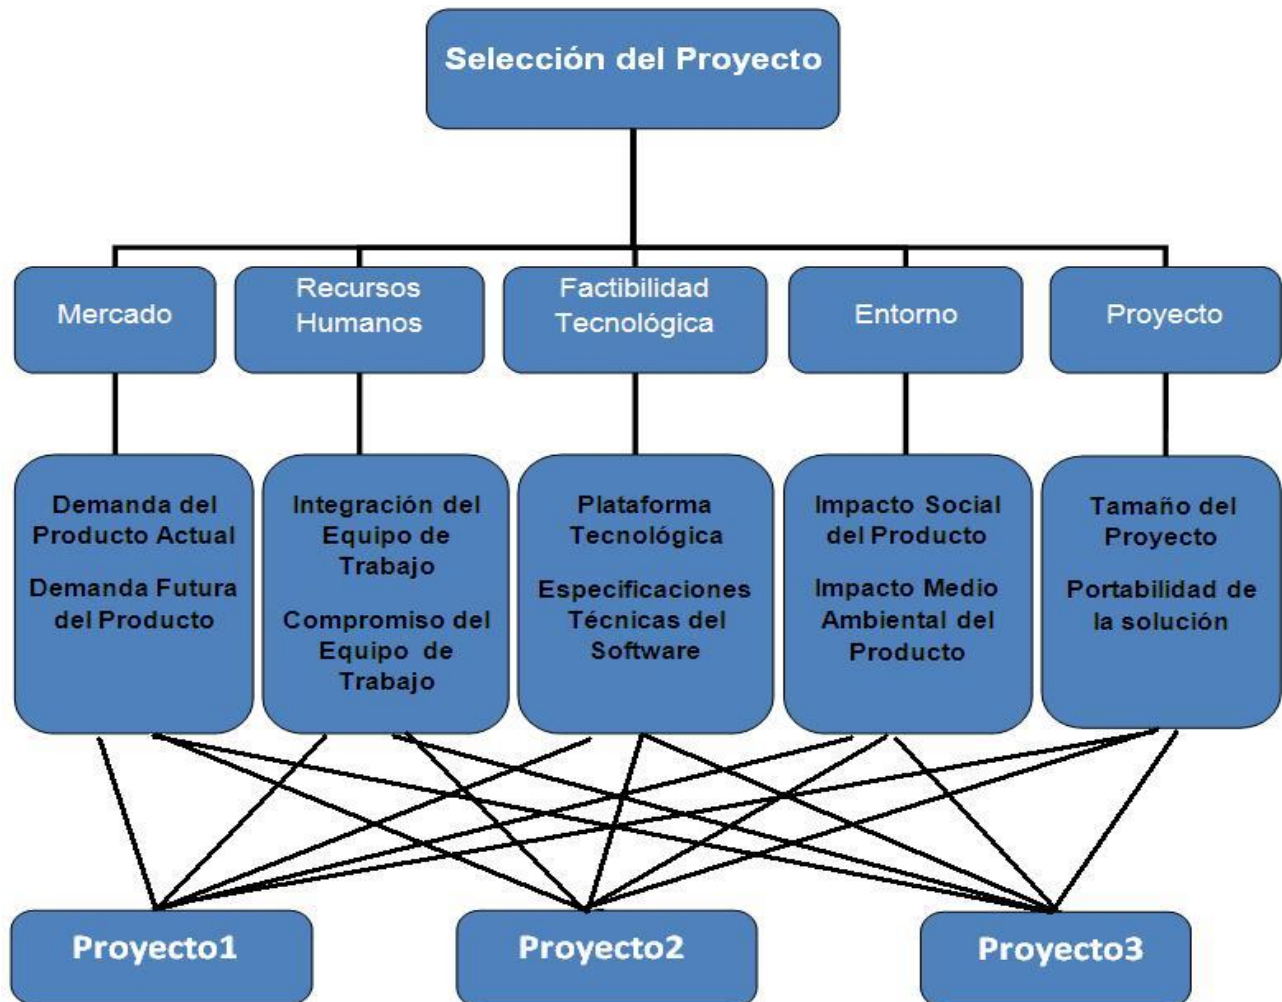 Selección del Proyecto
Mercado
Recursos
Humanos
Factibilidad
Tecnológica
Entorno
Proyecto
Demanda del
Producto Actual
Demanda Futura
del Producto
Integración del
Equipo de
Trabajo
Compromiso del
Equipo de
Trabajo
Plataforma
Tecnológica
Especificaciones
Técnicas del
Software
Impacto Social
del Producto
Impacto Medio
Ambiental del
Producto
Tamaño del
Proyecto
Portabilidad de
la solución
Proyecto1
Proyecto2
Proyecto3